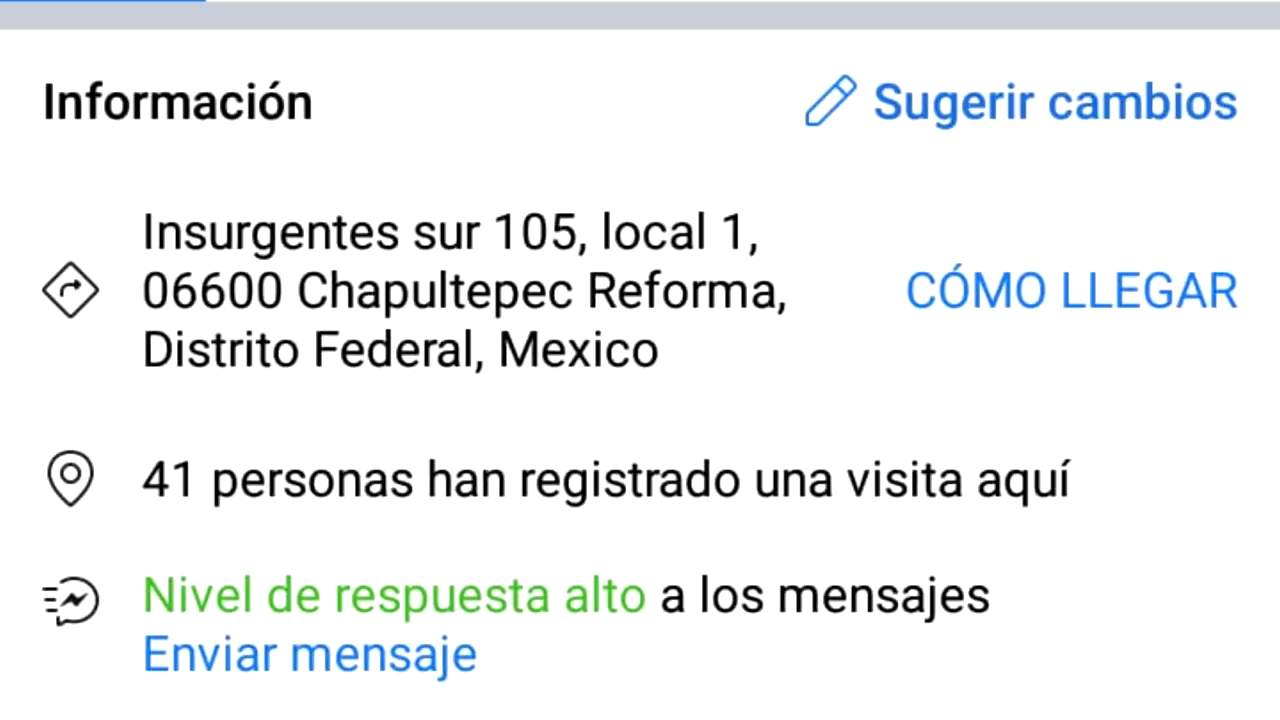 Información
Sugerir cambios
Insurgentes sur 105, local 1,
06600 Chapultepec Reforma,
Distrito Federal, Mexico
CÓMO LLEGAR
41 personas han registrado una visita aquí
Nivel de respuesta alto a los mensajes
Enviar mensaje